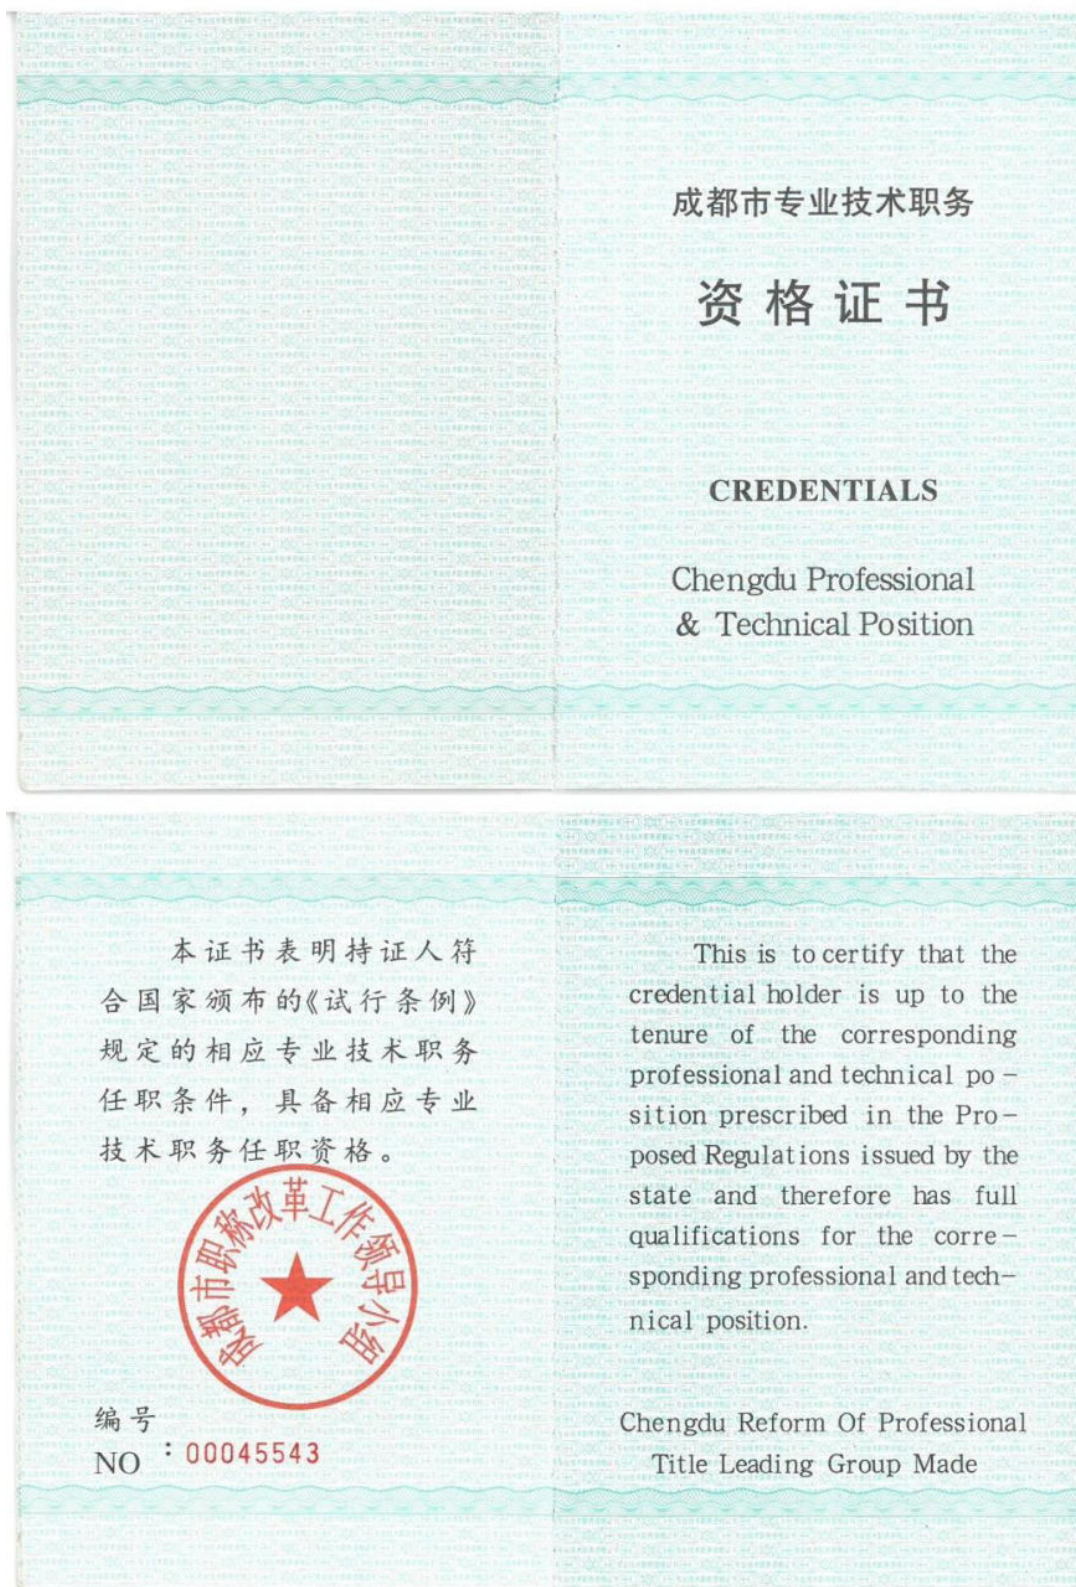 成都市专业技术职务
资格证书
CREDENTIALS
Chengdu Professional
& Technical Position
本证书表明持证人符
合国家颁布的《试行条例》
规定的相应专业技术职务
任职条件，具备相应专业
技术职务任职资格。
成都市职称改革工作领导小组
编号
NO：00045543
This is to certify that the
credential holder is up to the
tenure of the corresponding
professional and technical po-
sition prescribed in the Pro-
posed Regulations issued by the
state and therefore has full
qualifications for the corre-
sponding professional and tech-
nical position.
Chengdu Reform Of Professional
Title Leading Group Made